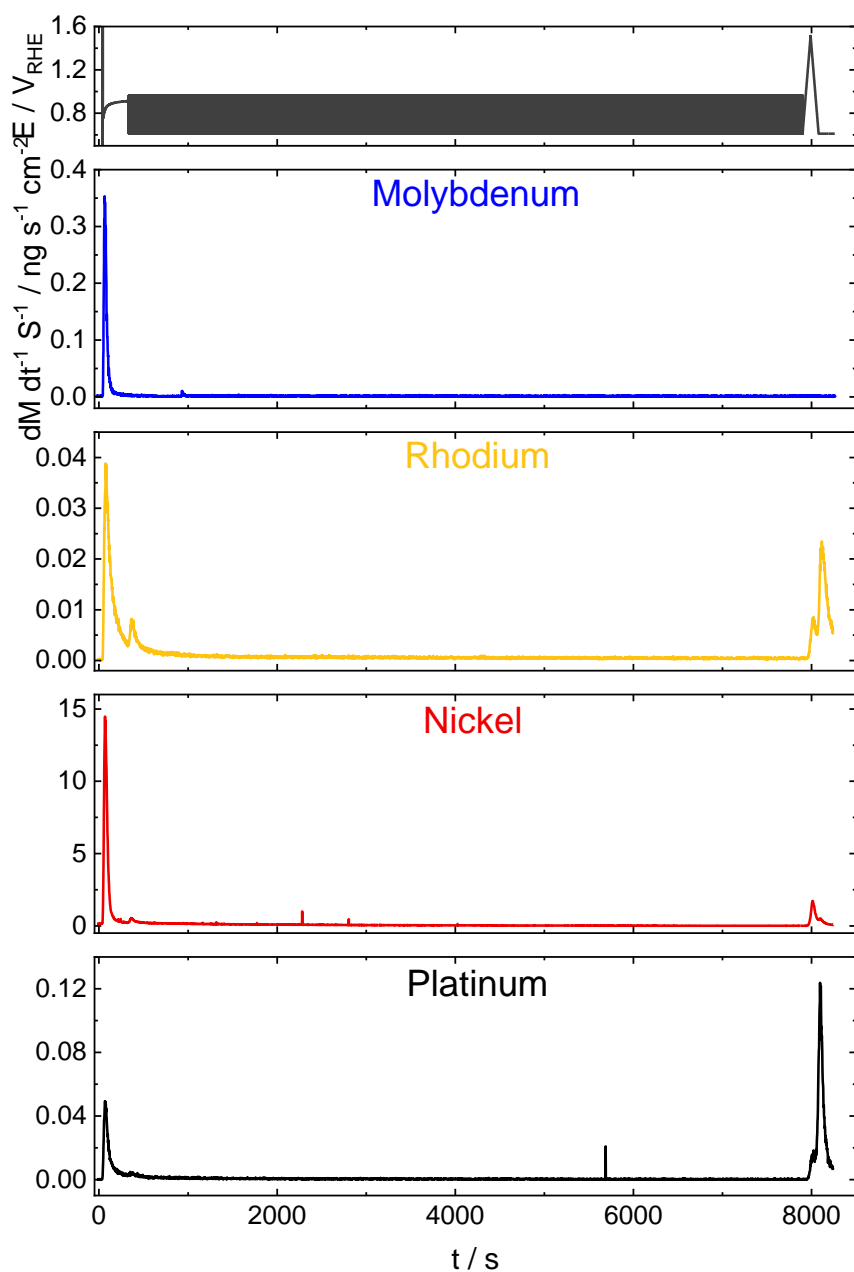 E / V_RHE
1.6
1.2
0.8
dM dt⁻¹ S⁻¹ / ng s⁻¹ cm⁻²
Molybdenum
0.4
0.3
0.2
0.1
0.0
Rhodium
0.04
0.03
0.02
0.01
0.00
Nickel
15
10
5
0
Platinum
0.12
0.08
0.04
0.00
0 2000 4000 6000 8000
t / s